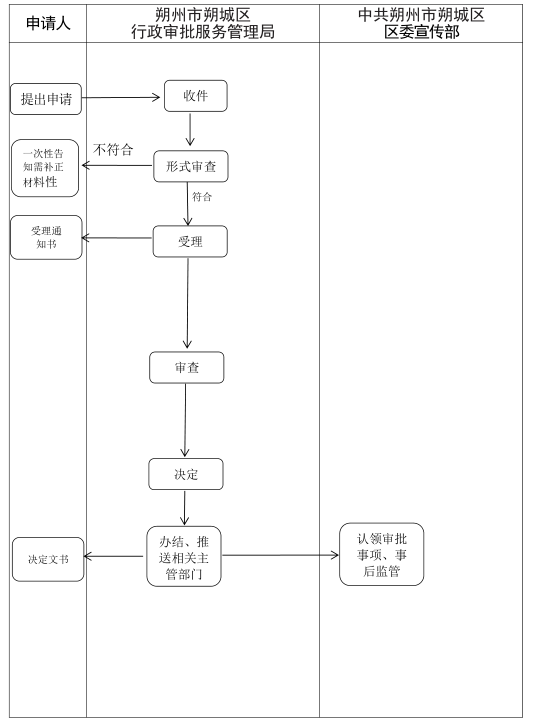 申请人
朔州市朔城区
行政审批服务管理局
中共朔州市朔城区
区委宣传部
提出申请
收件
不符合
一次性告
知需补正
材料性
形式审查
符合
受理通
知书
受理
审查
决定
决定文书
办结、推
送相关主
管部门
认领审批
事项、事
后监管